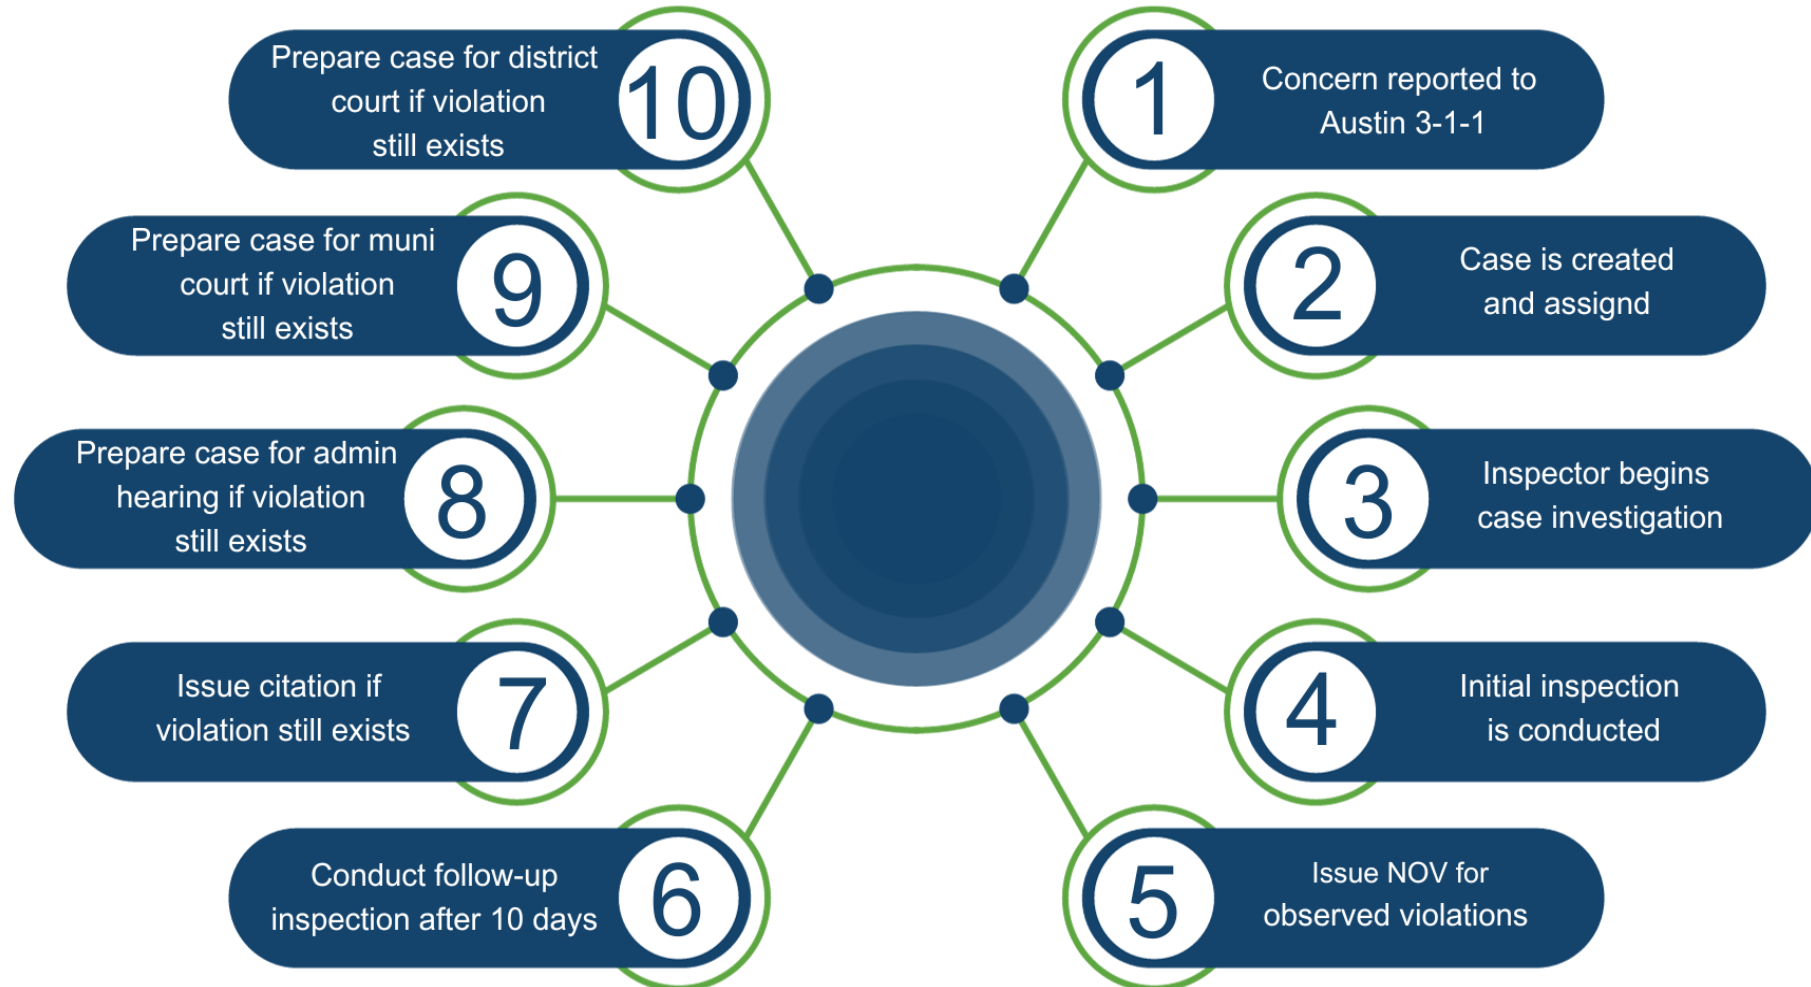 1
Concern reported to
Austin 3-1-1
2
Case is created
and assignd
3
Inspector begins
case investigation
4
Initial inspection
is conducted
5
Issue NOV for
observed violations
6
Conduct follow-up
inspection after 10 days
7
Issue citation if
violation still exists
8
Prepare case for admin
hearing if violation
still exists
9
Prepare case for muni
court if violation
still exists
10
Prepare case for district
court if violation
still exists